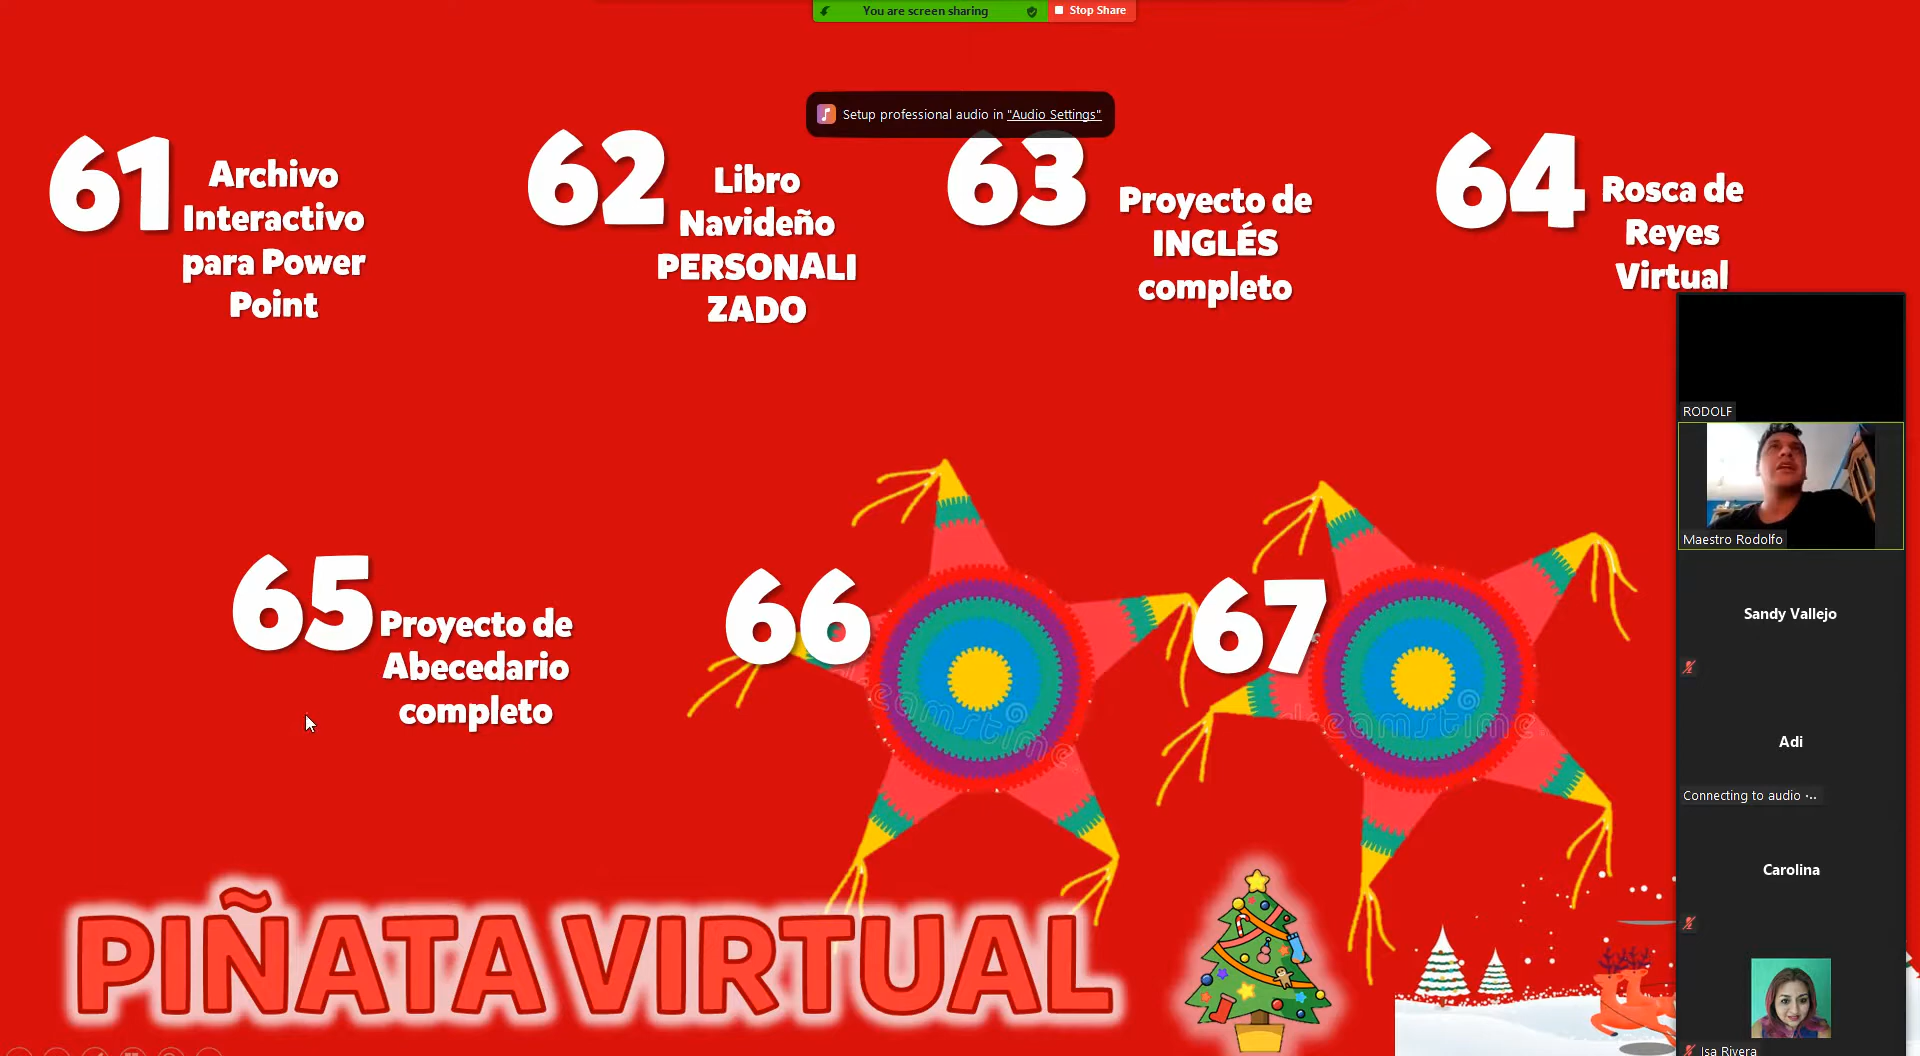 You are screen sharing
Stop Share
Setup professional audio in "Audio Settings"
61
Archivo
Interactivo
para Power
Point
62
Libro
Navideño
PERSONALI
ZADO
63
Proyecto de
INGLÉS
completo
64
Rosca de
Reyes
Virtual
65
Proyecto de
Abecedario
completo
66
67
PIÑATA VIRTUAL
RODOLF
Maestro Rodolfo
Sandy Vallejo
Adi
Connecting to audio
Carolina
Isa Rivera